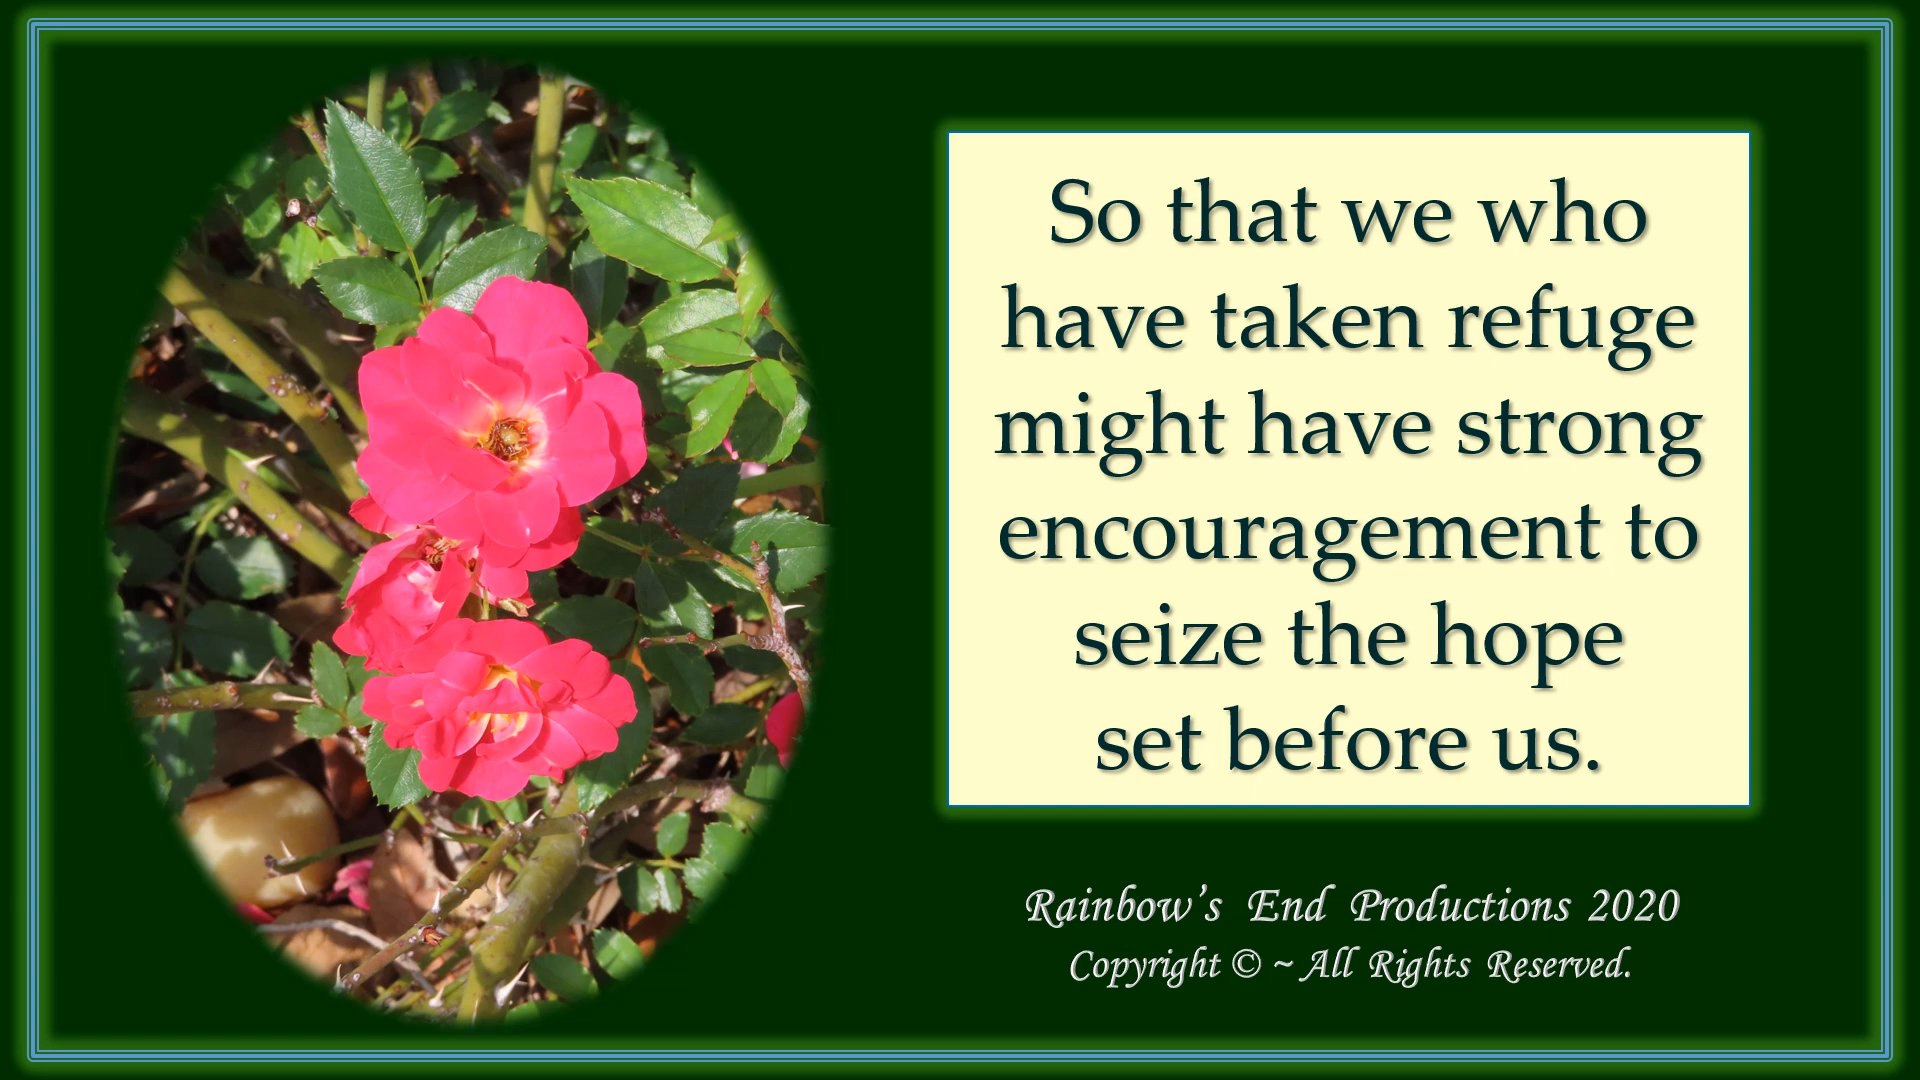 So that we who
have taken refuge
might have strong
encouragement to
seize the hope
set before us.
Rainbow’s End Productions 2020
Copyright © ~ All Rights Reserved.